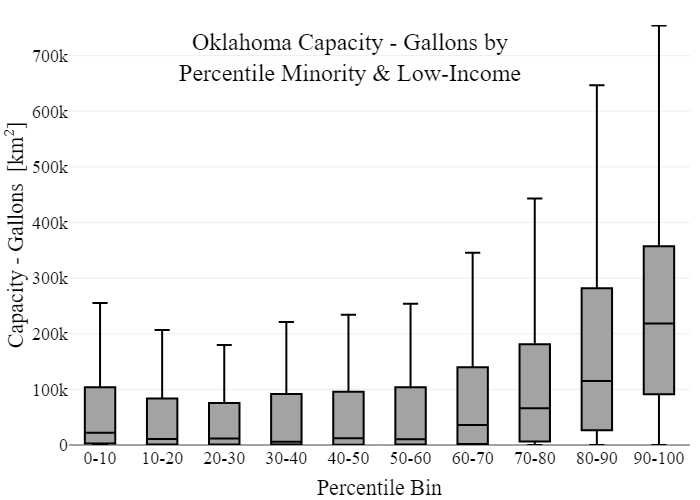 Oklahoma Capacity - Gallons by
Percentile Minority & Low-Income
Capacity - Gallons [km²]
700k
600k
500k
400k
300k
200k
100k
0
0-10 10-20 20-30 30-40 40-50 50-60 60-70 70-80 80-90 90-100
Percentile Bin